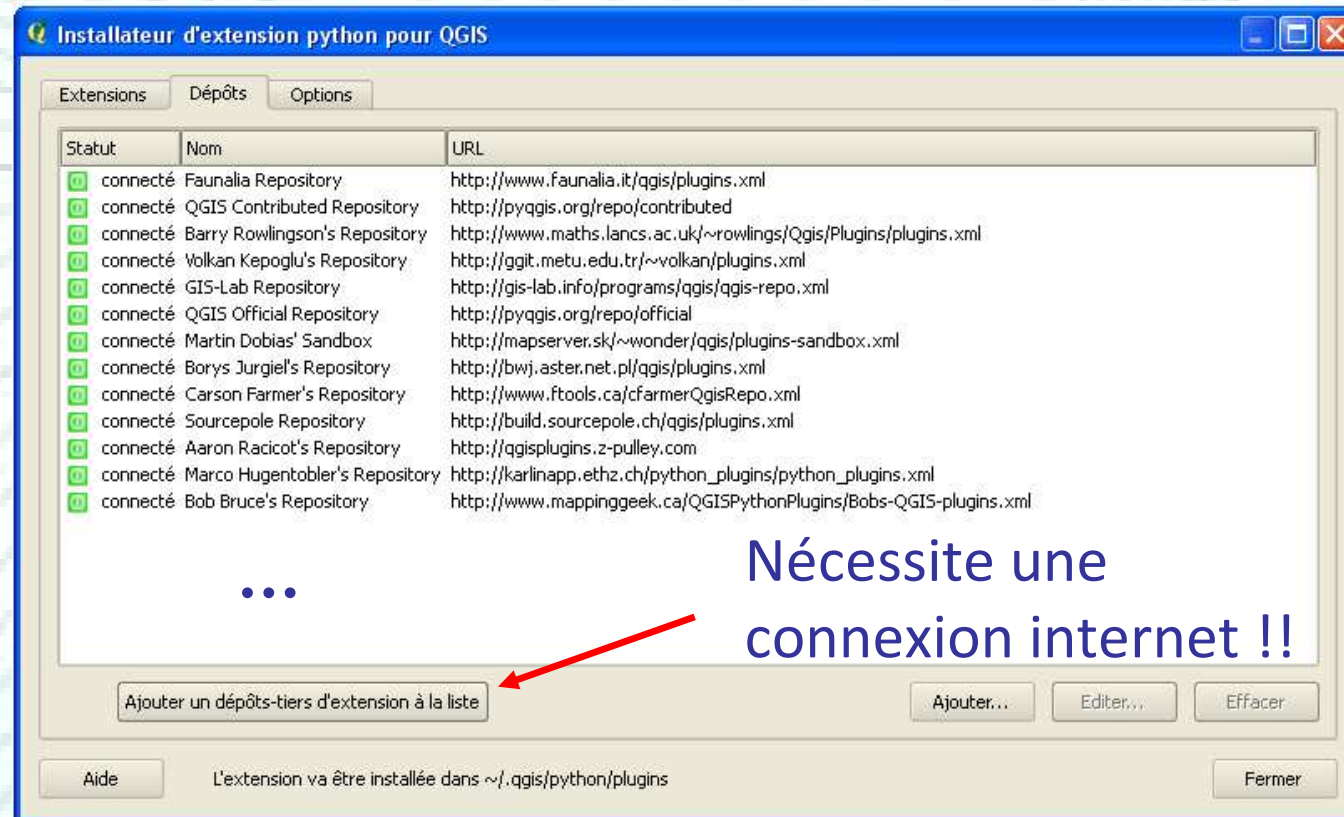 Installateur d'extension python pour QGIS
Extensions Dépôts Options
Statut Nom URL
connecté Faunalia Repository http://www.faunalia.it/qgis/plugins.xml
connecté QGIS Contributed Repository http://pyqgis.org/repo/contributed
connecté Barry Rowlingson's Repository http://www.maths.lancs.ac.uk/~rowlings/Qgis/Plugins/plugins.xml
connecté Volkan Kepoglu's Repository http://ggit.metu.edu.tr/~volkan/plugins.xml
connecté GIS-Lab Repository http://gis-lab.info/programs/qgis/qgis-repo.xml
connecté QGIS Official Repository http://pyqgis.org/repo/official
connecté Martin Dobias' Sandbox http://mapserver.sk/~wonder/qgis/plugins-sandbox.xml
connecté Borys Jurgiel's Repository http://bwj.aster.net.pl/qgis/plugins.xml
connecté Carson Farmer's Repository http://www.ftools.ca/cfarmerQgisRepo.xml
connecté Sourcepole Repository http://build.sourcepole.ch/qgis/plugins.xml
connecté Aaron Racicot's Repository http://qgisplugins.z-pulley.com
connecté Marco Hugentobler's Repository http://karlinapp.ethz.ch/python_plugins/python_plugins.xml
connecté Bob Bruce's Repository http://www.mappinggeek.ca/QGISPythonPlugins/Bobs-QGIS-plugins.xml
...
Nécessite une
connexion internet !!
Ajouter un dépôts-tiers d'extension à la liste Ajouter... Editer... Effacer
Aide L'extension va être installée dans ~/.qgis/python/plugins Fermer